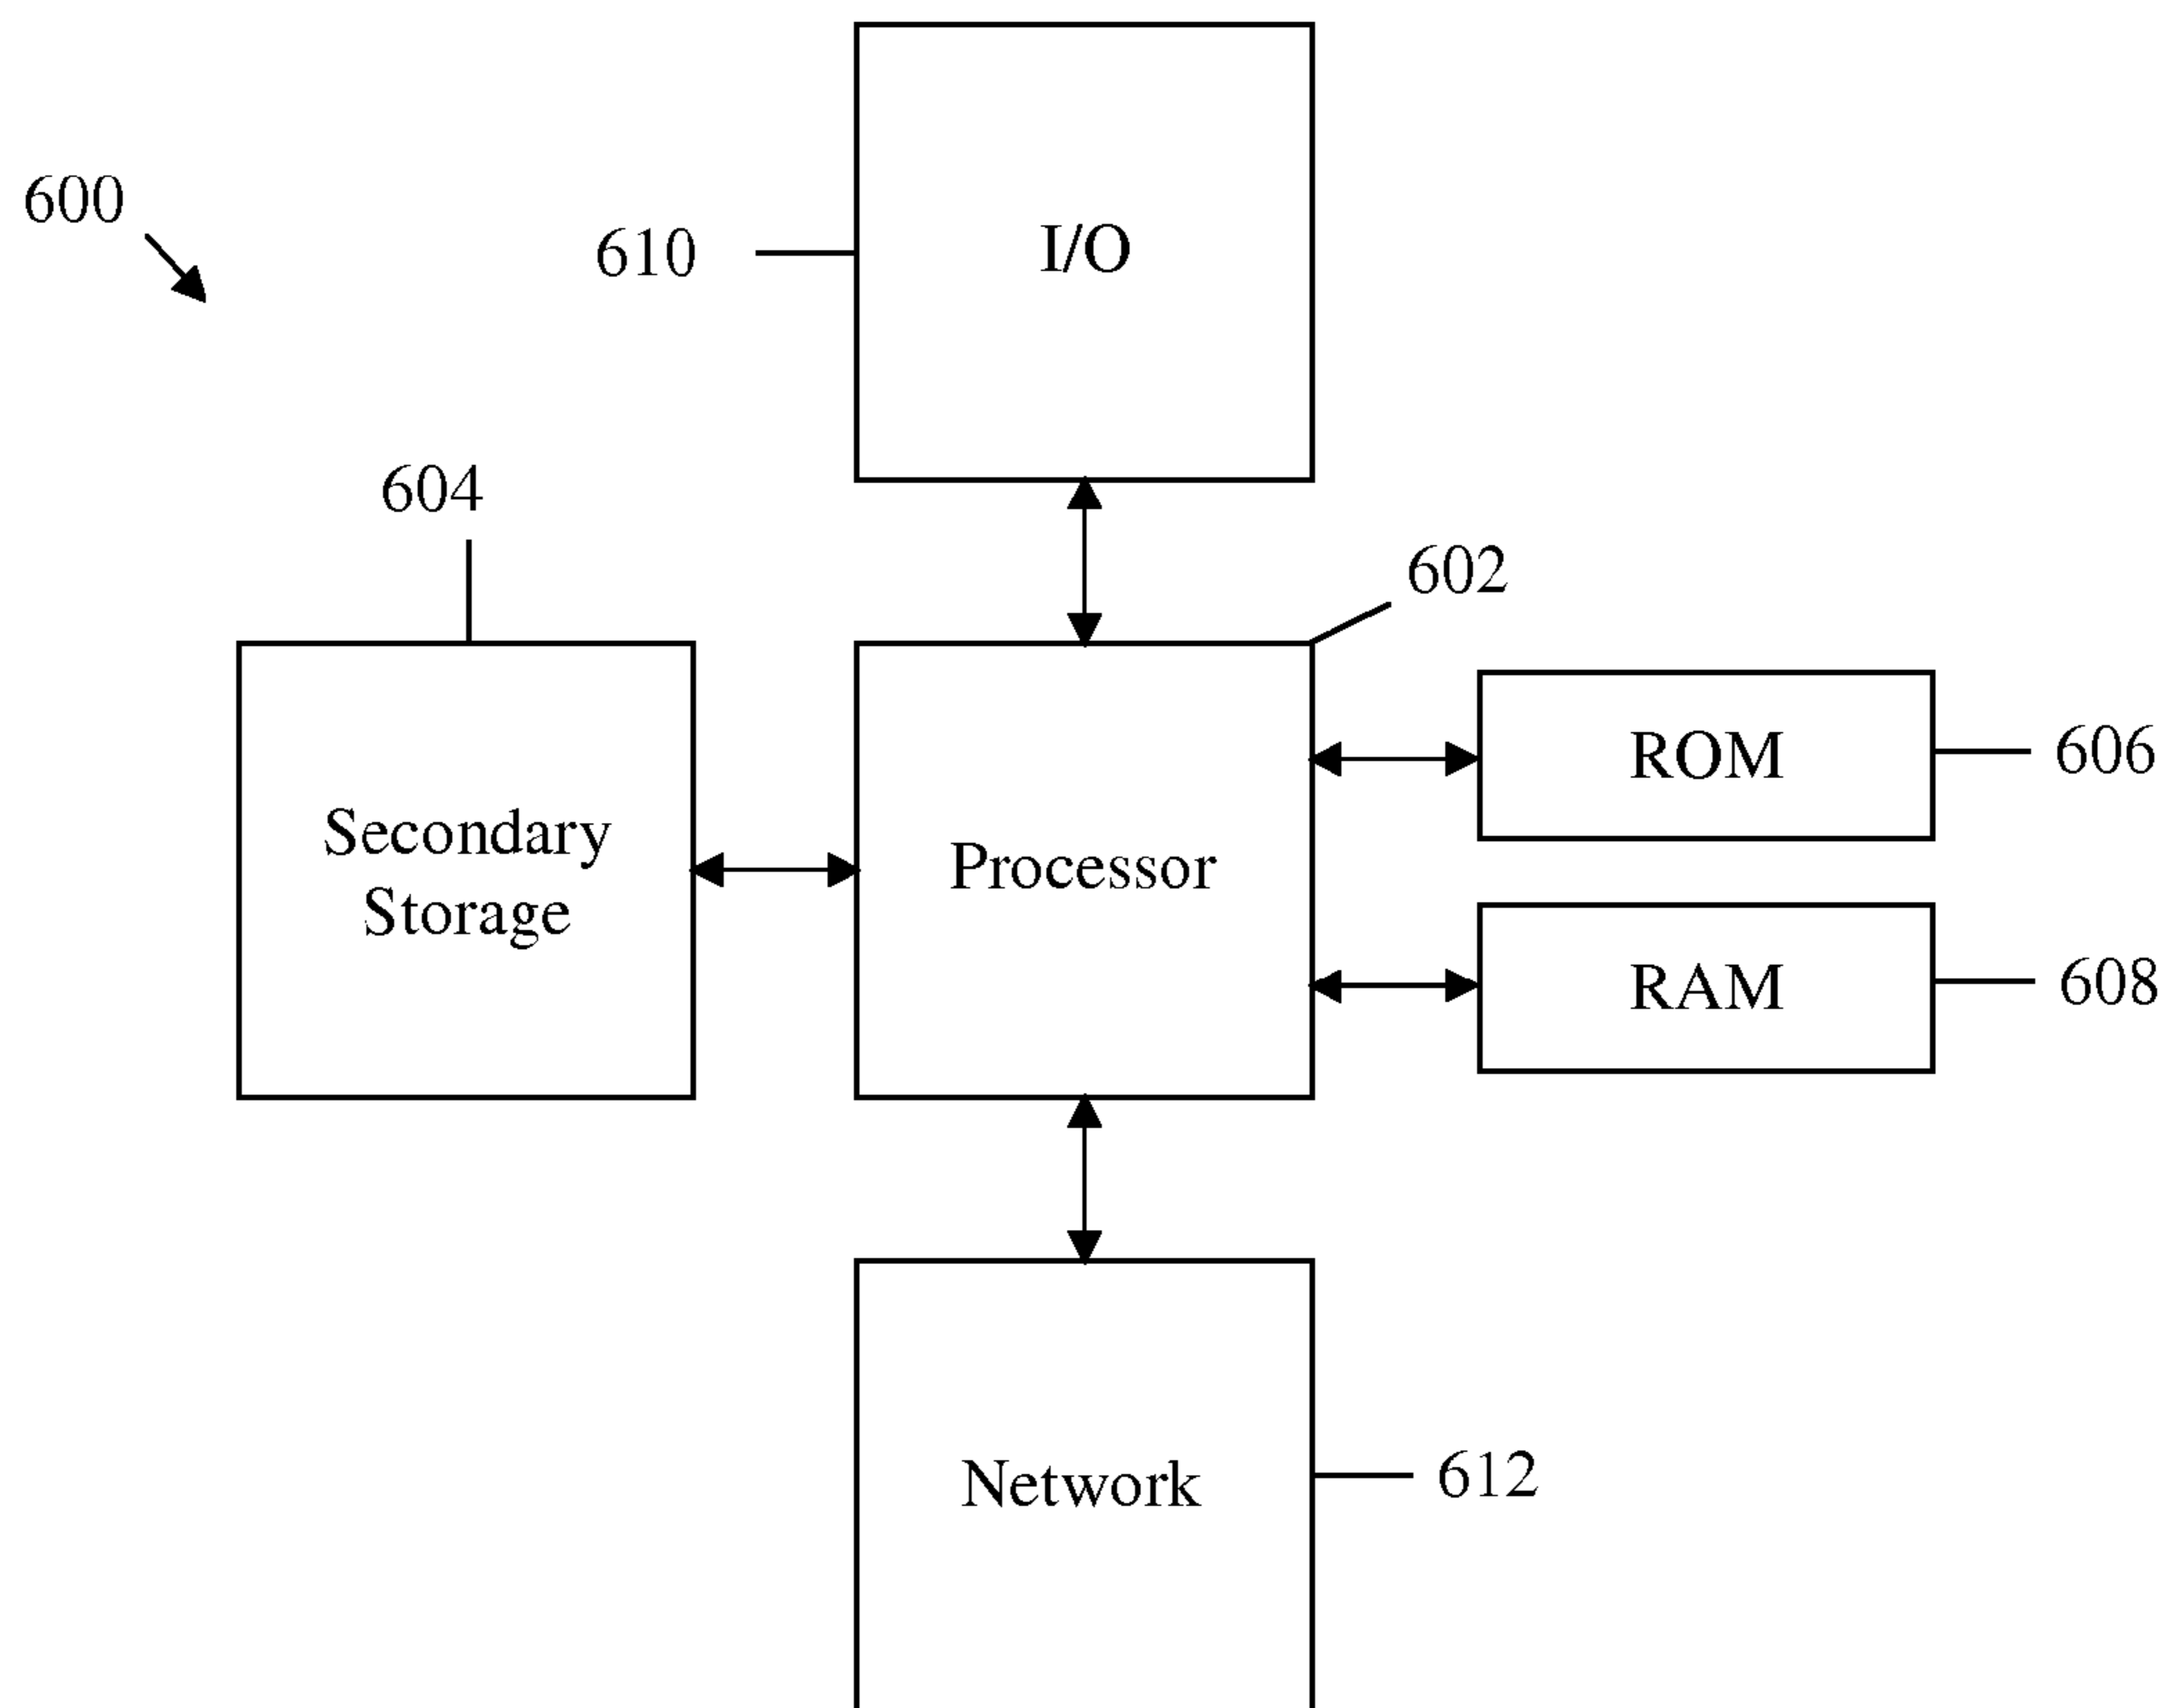 600
610
I/O
604
602
Secondary
Storage
Processor
ROM
606
RAM
608
Network
612